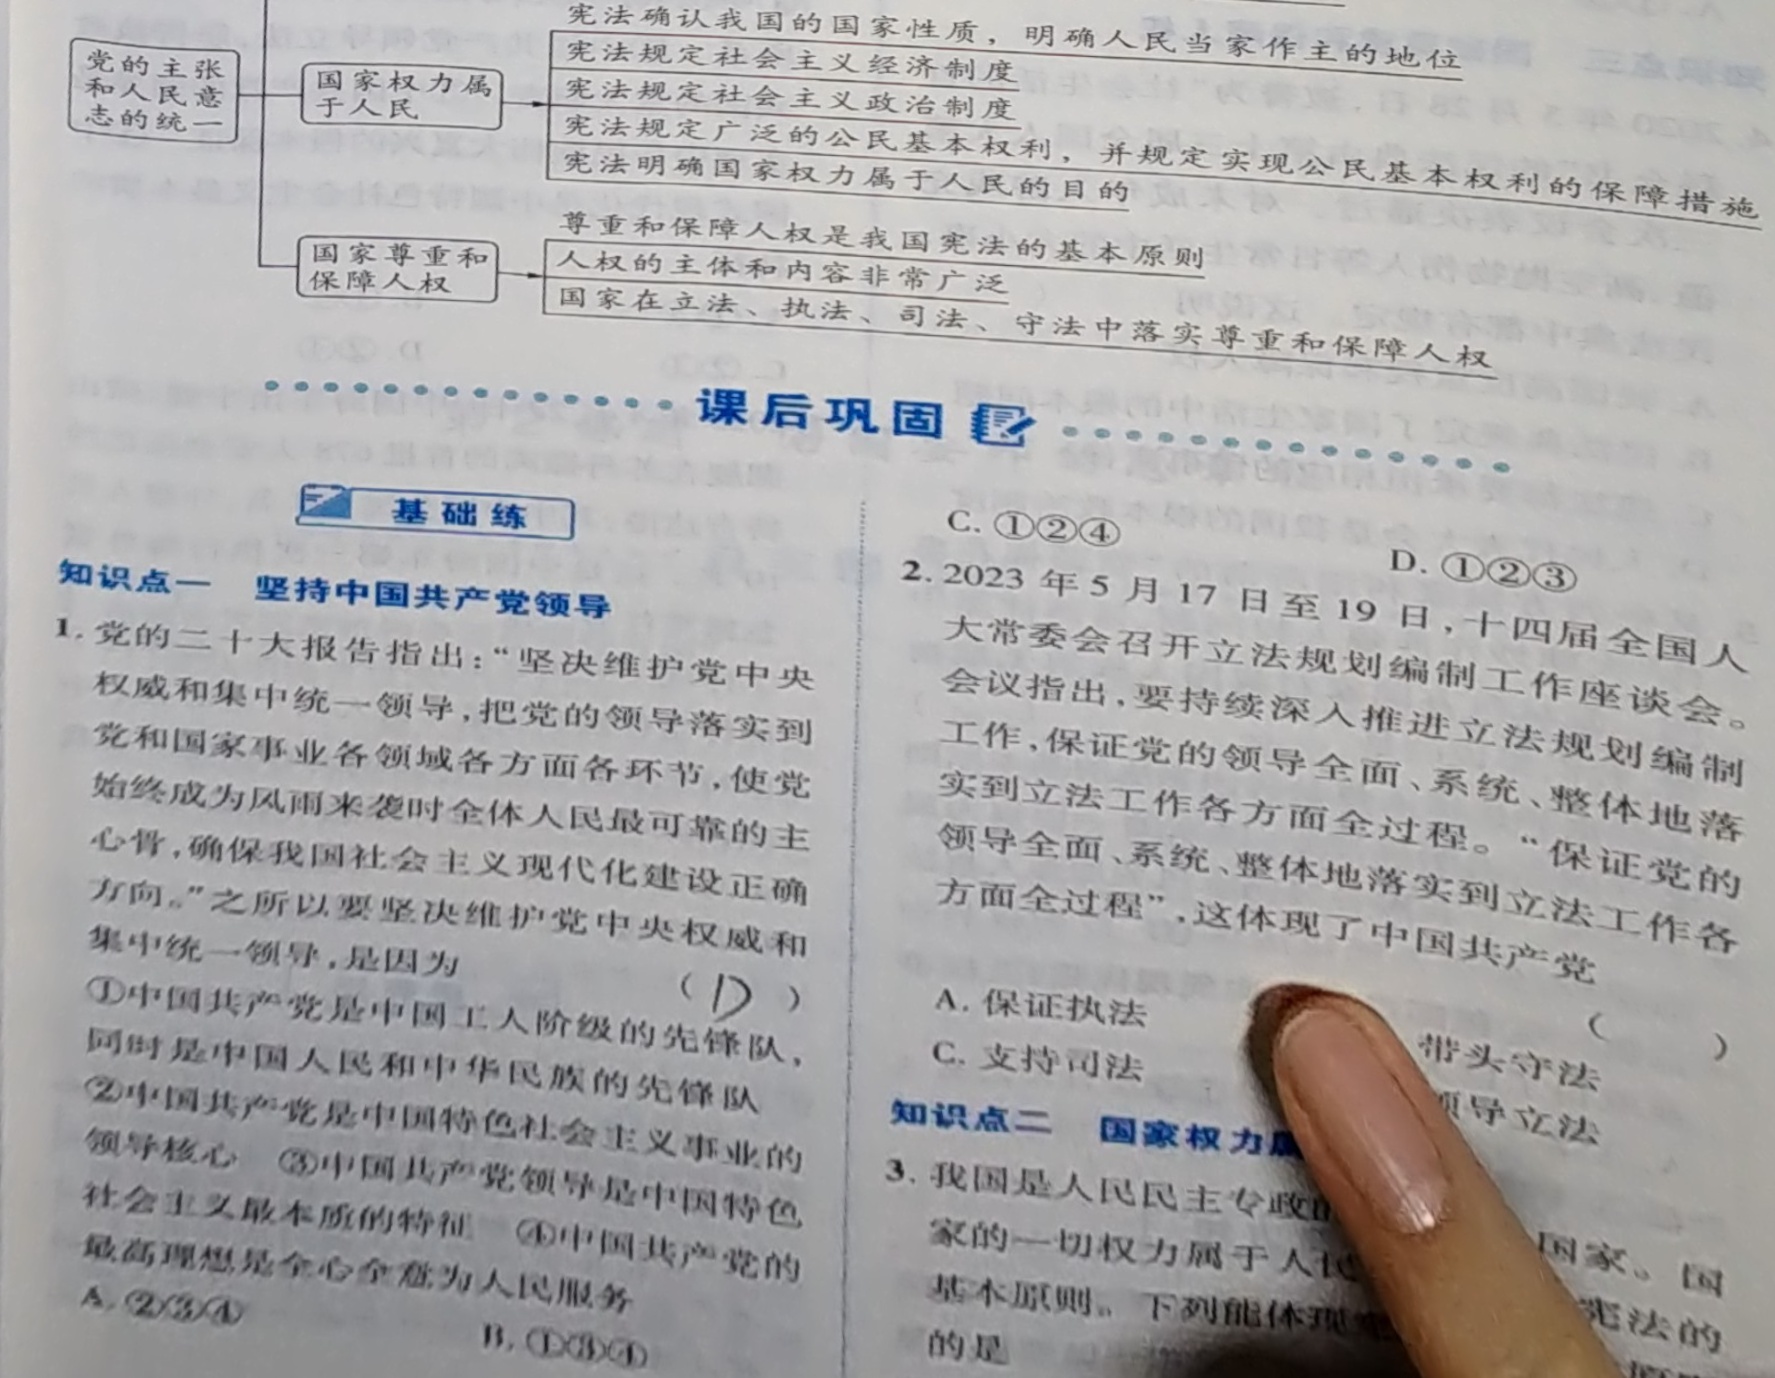 宪法确认我国的国家性质，明确人民当家作主的地位
宪法规定社会主义经济制度
党的主张
和人民意
志的统一
国家权力属
于人民
宪法规定社会主义政治制度
宪法规定广泛的公民基本权利，并规定实现公民基本权利的保障措施
宪法明确国家权力属于人民的目的
国家尊重和
保障人权
尊重和保障人权是我国宪法的基本原则
人权的主体和内容非常广泛
国家在立法、执法、司法、守法中落实尊重和保障人权
课后巩固
基础练
知识点一 坚持中国共产党领导
1.党的二十大报告指出：“坚决维护党中央
权威和集中统一领导，把党的领导落实到
党和国家事业各领域各方面各环节，使党
始终成为风雨来袭时全体人民最可靠的主
心骨，确保我国社会主义现代化建设正确
方向。”之所以要坚决维护党中央权威和
集中统一领导，是因为
（D）
①中国共产党是中国工人阶级的先锋队，
同时是中国人民和中华民族的先锋队
②中国共产党是中国特色社会主义事业的
领导核心 ③中国共产党领导是中国特色
社会主义最本质的特征 ④中国共产党的
最高理想是全心全意为人民服务
A.②③④
B.①③④
C.①②④
D.①②③
2.2023年5月17日至19日，十四届全国人
大常委会召开立法规划编制工作座谈会。
会议指出，要持续深入推进立法规划编制
工作，保证党的领导全面、系统、整体地落
实到立法工作各方面全过程。“保证党的
领导全面、系统、整体地落实到立法工作各
方面全过程”，这体现了中国共产党
（ ）
A.保证执法
带头守法
C.支持司法
领导立法
知识点二 国家权力属
3.我国是人民民主专政的 国家。国
家的一切权力属于人民 宪法的
基本原则。下列能体现
的是